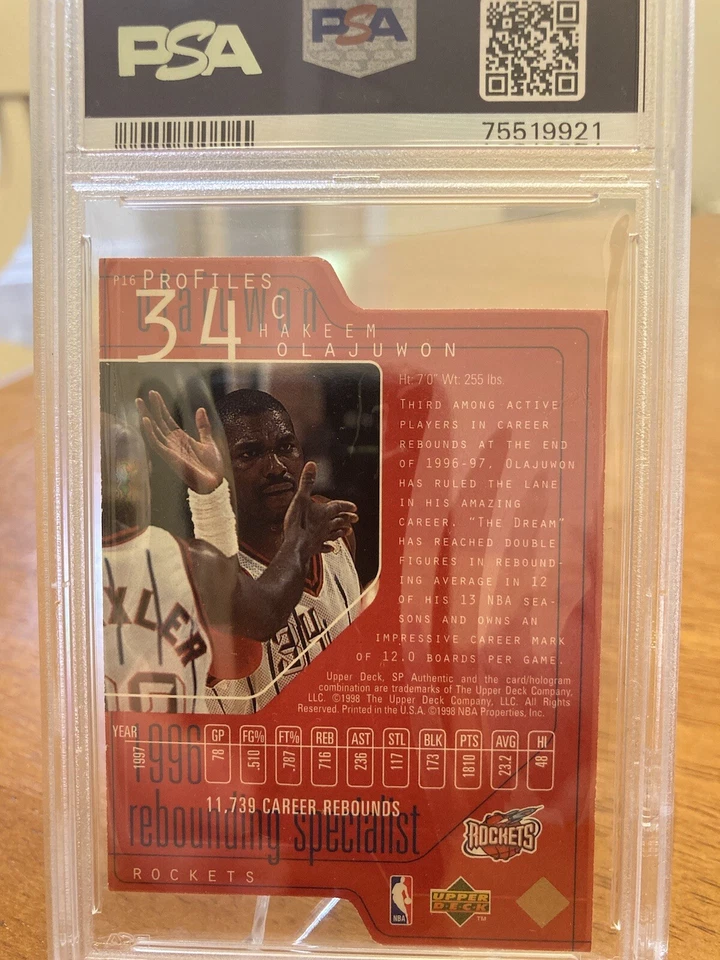 PSA
PSA
75519921
P16 PROFILES
olajuwon
34
C
HAKEEM
OLAJUWON
Ht: 7'0" Wt: 255 lbs.
THIRD AMONG ACTIVE
PLAYERS IN CAREER
REBOUNDS AT THE END
OF 1996-97, OLAJUWON
HAS RULED THE LANE
IN HIS AMAZING
CAREER. "THE DREAM"
HAS REACHED DOUBLE
FIGURES IN REBOUND-
ING AVERAGE IN 12
OF HIS 13 NBA SEA-
SONS AND OWNS AN
IMPRESSIVE CAREER MARK
OF 12.0 BOARDS PER GAME.
XLER
34
Upper Deck, SP Authentic and the card/hologram
combination are trademarks of The Upper Deck Company,
LLC. ©1998 The Upper Deck Company, LLC. All Rights
Reserved. Printed in the U.S.A. ©1998 NBA Properties, Inc.
YEAR GP FG% FT% REB AST STL BLK PTS AVG HI
1997 78 .510 .787 716 236 117 173 1810 23.2 48
1996
11,739 CAREER REBOUNDS
rebounding specialist
ROCKETS
ROCKETS
NBA
UPPER
DECK
TM